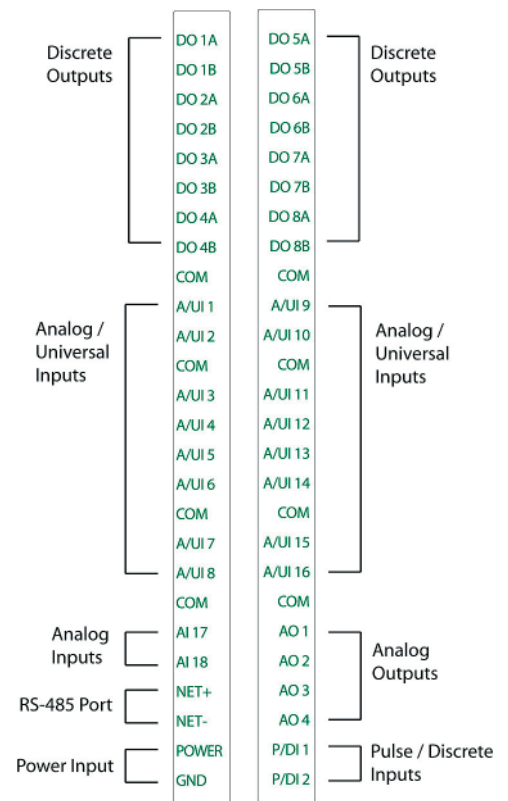 Discrete
Outputs
DO 1A
DO 1B
DO 2A
DO 2B
DO 3A
DO 3B
DO 4A
DO 4B
COM
Analog /
Universal
Inputs
A/UI 1
A/UI 2
COM
A/UI 3
A/UI 4
A/UI 5
A/UI 6
COM
A/UI 7
A/UI 8
COM
Analog
Inputs
AI 17
AI 18
RS-485 Port
NET+
NET-
Power Input
POWER
GND
DO 5A
DO 5B
DO 6A
DO 6B
DO 7A
DO 7B
DO 8A
DO 8B
Discrete
Outputs
COM
A/UI 9
A/UI 10
COM
A/UI 11
A/UI 12
A/UI 13
A/UI 14
COM
A/UI 15
A/UI 16
Analog /
Universal
Inputs
COM
AO 1
AO 2
AO 3
AO 4
Analog
Outputs
P/DI 1
P/DI 2
Pulse / Discrete
Inputs